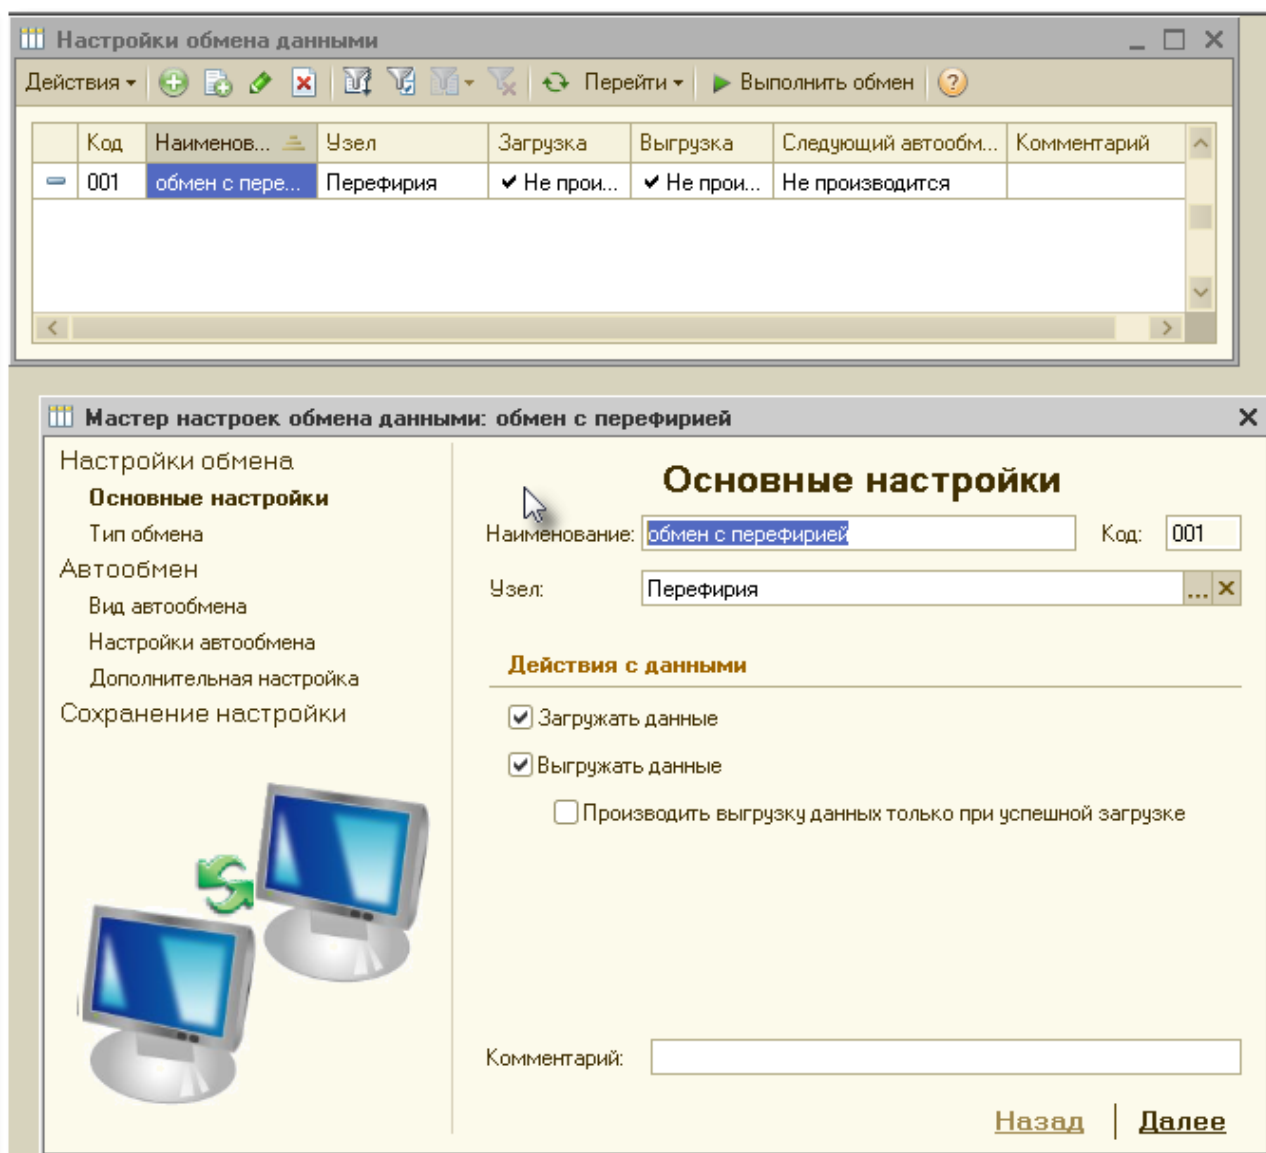 Настройки обмена данными
Действия Перейти Выполнить обмен ?
Код Наименов... Узел Загрузка Выгрузка Следующий автообм... Комментарий
001 обмен с пере... Перефирия Не прои... Не прои... Не производится
Мастер настроек обмена данными: обмен с перефирией
Настройки обмена
Основные настройки
Тип обмена
Автообмен
Вид автообмена
Настройки автообмена
Дополнительная настройка
Сохранение настройки
Основные настройки
Наименование: обмен с перефирией Код: 001
Узел: Перефирия ...
Действия с данными
Загружать данные
Выгружать данные
Производить выгрузку данных только при успешной загрузке
Комментарий:
Назад Далее